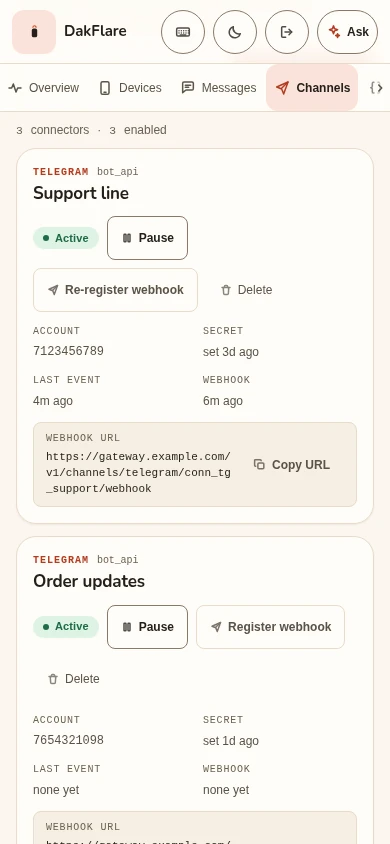 DakFlare
Ask
Overview
Devices
Messages
Channels
3 connectors · 3 enabled
TELEGRAM bot_api
Support line
Active
Pause
Re-register webhook
Delete
ACCOUNT
SECRET
7123456789
set 3d ago
LAST EVENT
WEBHOOK
4m ago
6m ago
WEBHOOK URL
https://gateway.example.com/
v1/channels/telegram/conn_tg
_support/webhook
Copy URL
TELEGRAM bot_api
Order updates
Active
Pause
Register webhook
Delete
ACCOUNT
SECRET
7654321098
set 1d ago
LAST EVENT
WEBHOOK
none yet
none yet
WEBHOOK URL